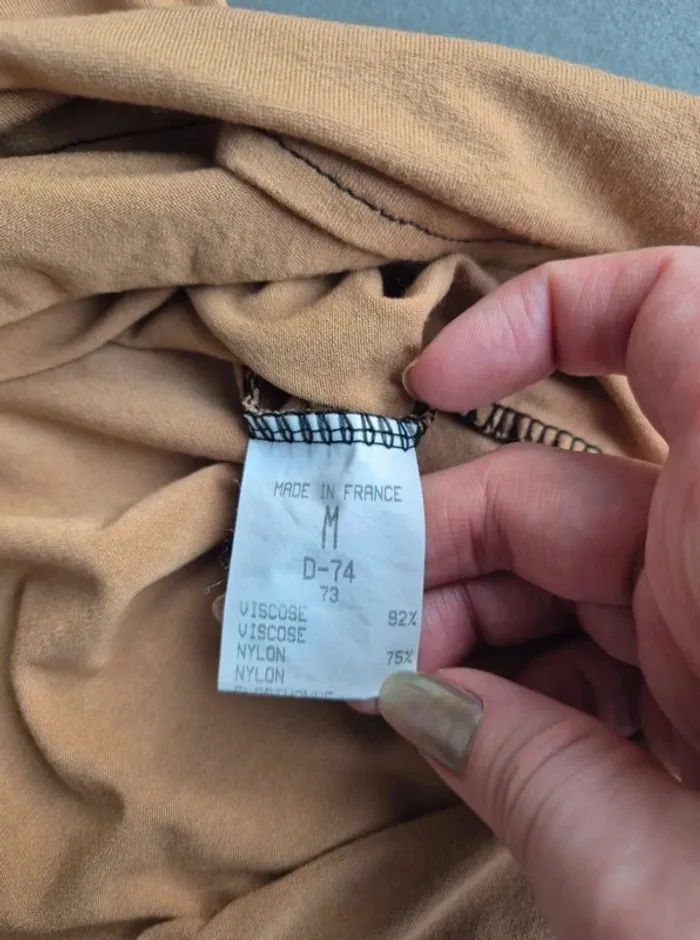 MADE IN FRANCE
M
D-74
73
VISCOSE 92%
VISCOSE
NYLON 75%
NYLON